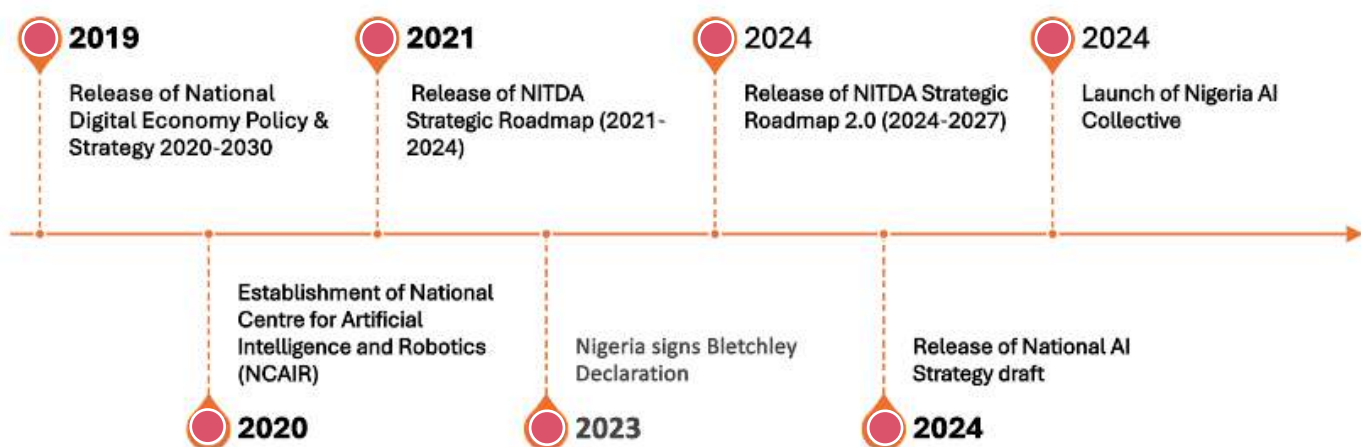 2019
Release of National
Digital Economy Policy &
Strategy 2020-2030
2021
Release of NITDA
Strategic Roadmap (2021-
2024)
2024
Release of NITDA Strategic
Roadmap 2.0 (2024-2027)
2024
Launch of Nigeria AI
Collective
Establishment of National
Centre for Artificial
Intelligence and Robotics
(NCAIR)
2020
Nigeria signs Bletchley
Declaration
2023
Release of National AI
Strategy draft
2024